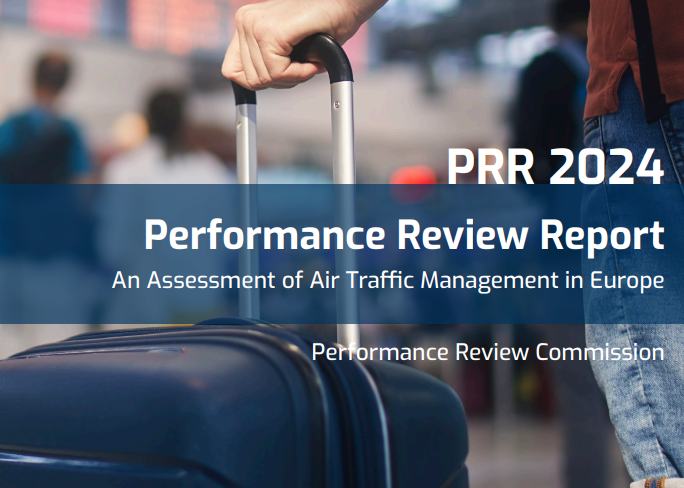 PRR 2024
Performance Review Report
An Assessment of Air Traffic Management in Europe
Performance Review Commission